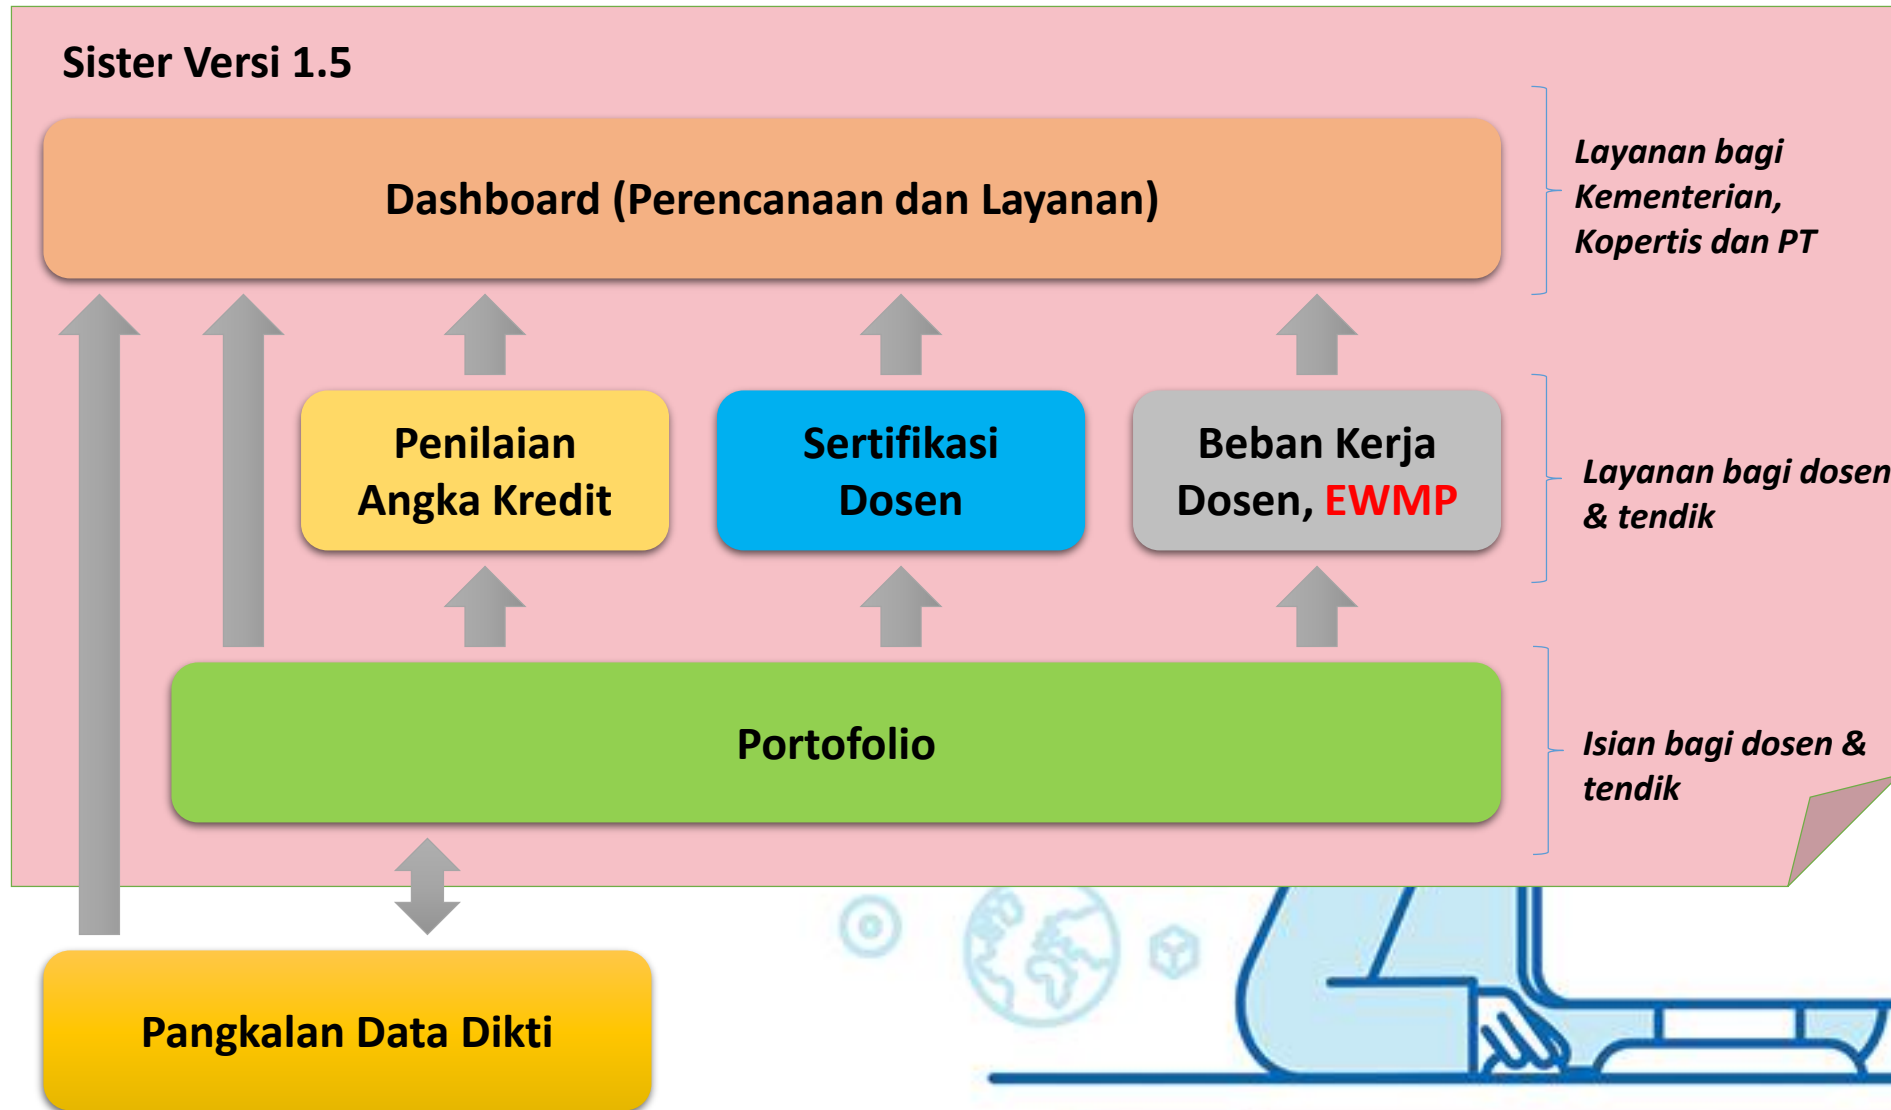 Sister Versi 1.5
Dashboard (Perencanaan dan Layanan)
Layanan bagi
Kementerian,
Kopertis dan PT
Penilaian
Angka Kredit
Sertifikasi
Dosen
Beban Kerja
Dosen, EWMP
Layanan bagi dosen
& tendik
Portofolio
Isian bagi dosen &
tendik
Pangkalan Data Dikti